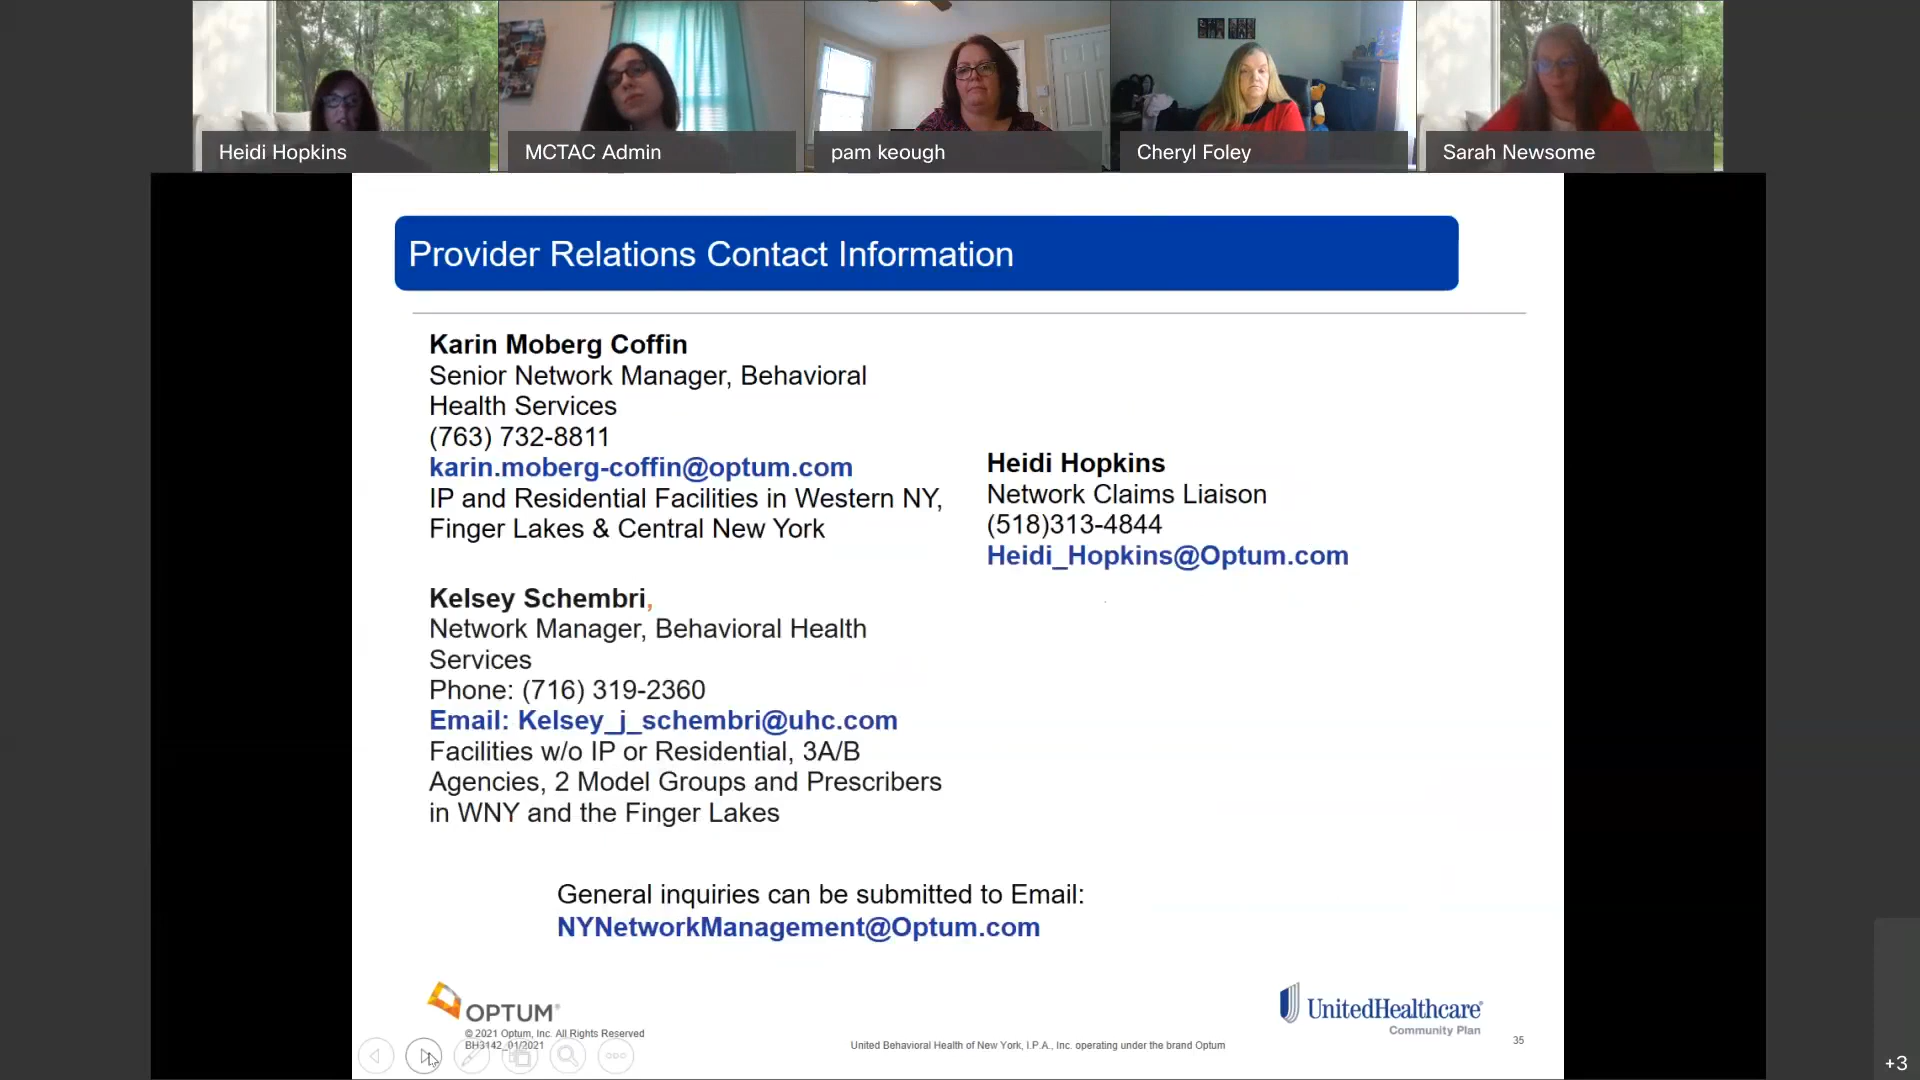 Heidi Hopkins
MCTAC Admin
pam keough
Cheryl Foley
Sarah Newsome
Provider Relations Contact Information
Karin Moberg Coffin
Senior Network Manager, Behavioral
Health Services
(763) 732-8811
karin.moberg-coffin@optum.com
IP and Residential Facilities in Western NY,
Finger Lakes & Central New York
Kelsey Schembri,
Network Manager, Behavioral Health
Services
Phone: (716) 319-2360
Email: Kelsey_j_schembri@uhc.com
Facilities w/o IP or Residential, 3A/B
Agencies, 2 Model Groups and Prescribers
in WNY and the Finger Lakes
Heidi Hopkins
Network Claims Liaison
(518)313-4844
Heidi_Hopkins@Optum.com
General inquiries can be submitted to Email:
NYNetworkManagement@Optum.com
OPTUM®
© 2021 Optum, Inc. All Rights Reserved
BH3142_01/2021
United Behavioral Health of New York, I.P.A., Inc. operating under the brand Optum
UnitedHealthcare®
Community Plan
35
+3